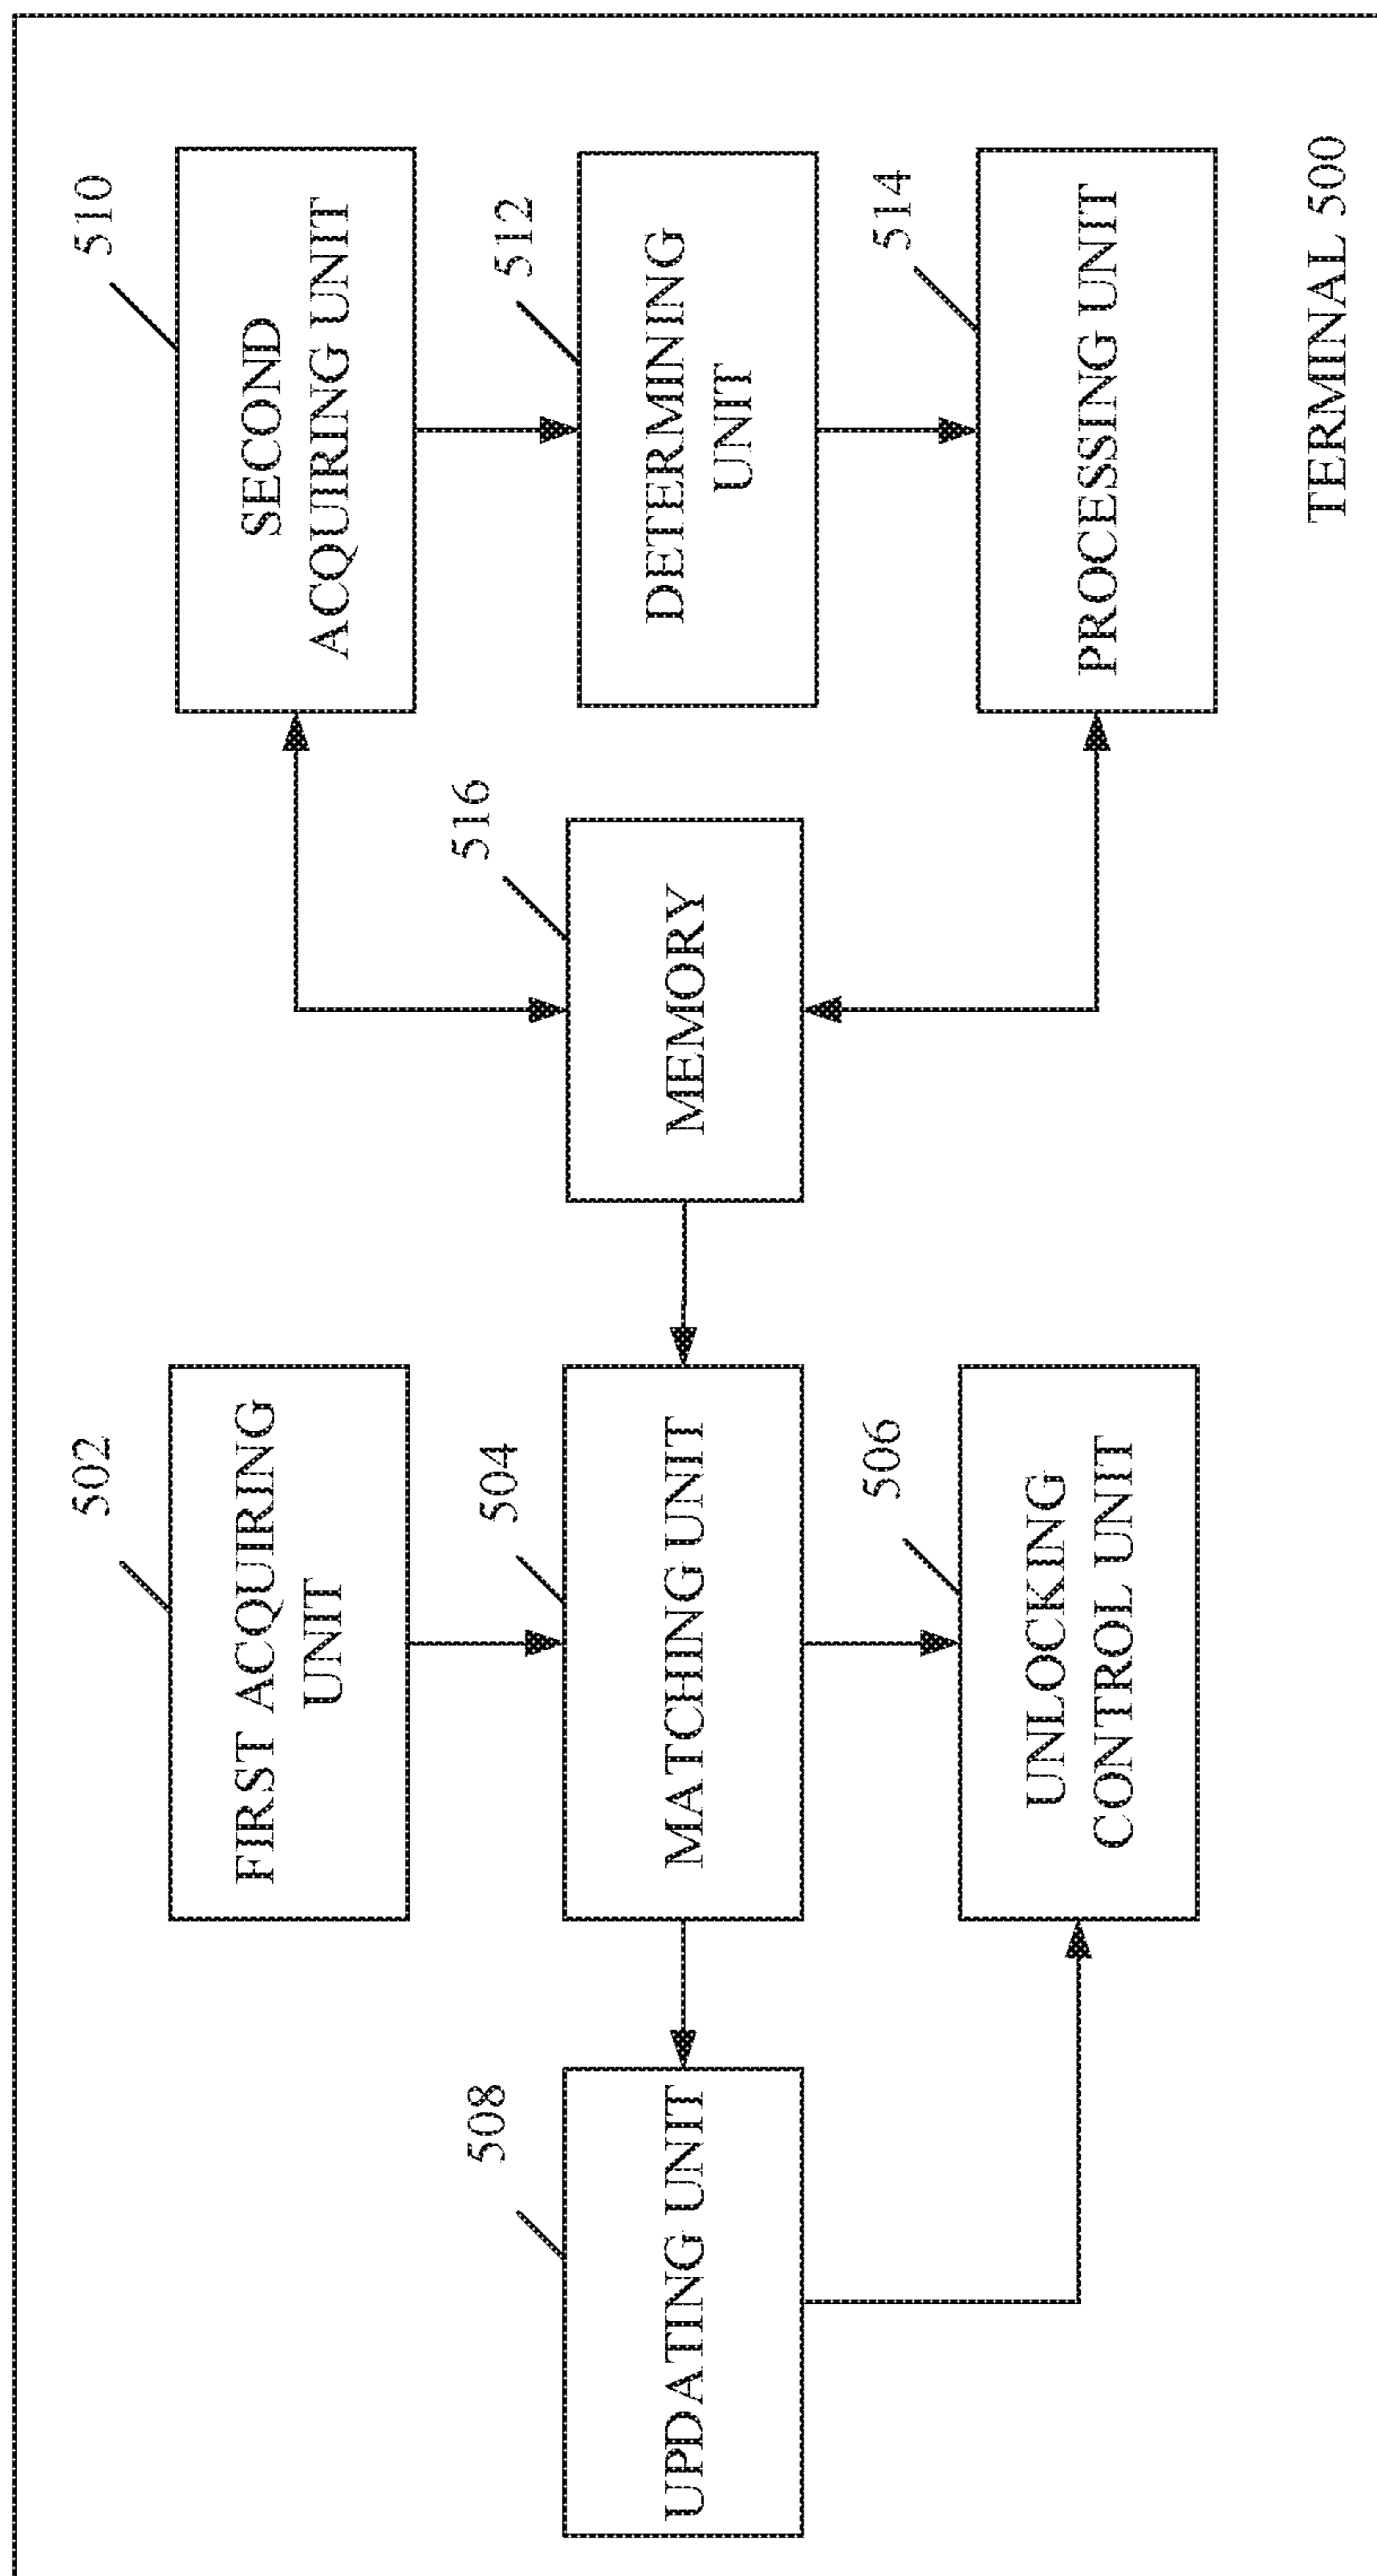 502
FIRST ACQUIRING
UNIT
510
SECOND
ACQUIRING UNIT
508
UPDATING UNIT
504
MATCHING UNIT
516
MEMORY
512
DETERMINING
UNIT
506
UNLOCKING
CONTROL UNIT
514
PROCESSING UNIT
TERMINAL 500